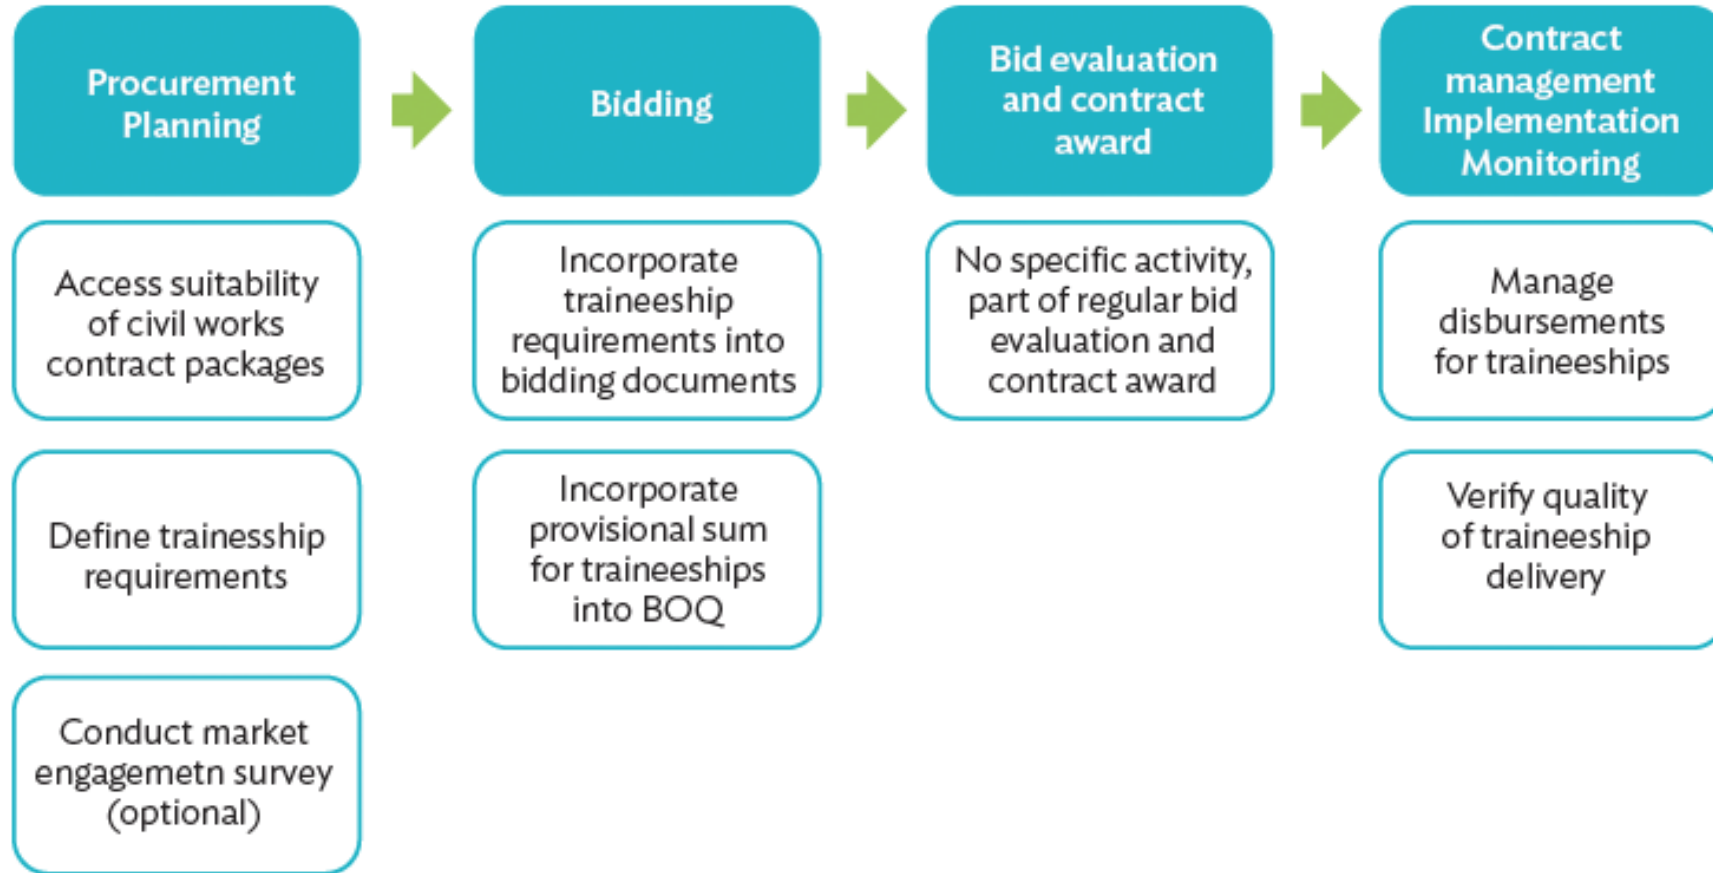 Procurement
Planning
Bidding
Bid evaluation
and contract
award
Contract
management
Implementation
Monitoring
Access suitability
of civil works
contract packages
Incorporate
traineeship
requirements into
bidding documents
No specific activity,
part of regular bid
evaluation and
contract award
Manage
disbursements
for traineeships
Define trainesship
requirements
Incorporate
provisional sum
for traineeships
into BOQ
Verify quality
of traineeship
delivery
Conduct market
engagemetn survey
(optional)